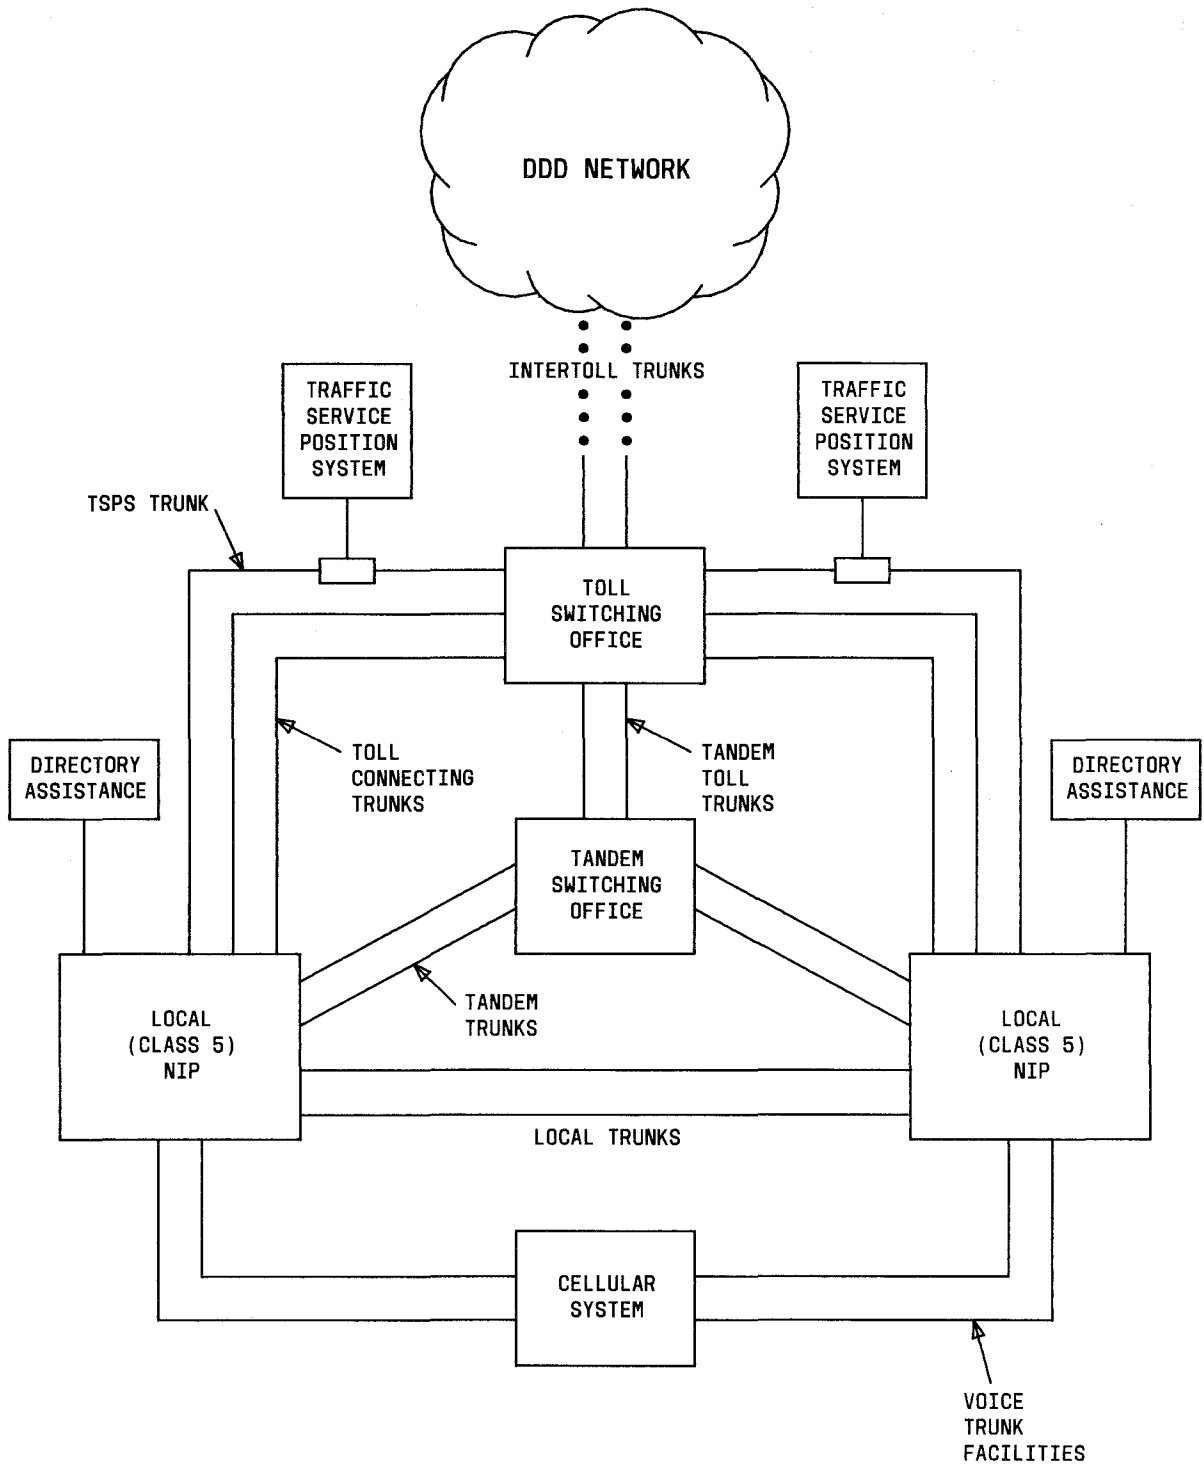 DDD NETWORK
INTERTOLL TRUNKS
TRAFFIC
SERVICE
POSITION
SYSTEM
TRAFFIC
SERVICE
POSITION
SYSTEM
TSPS TRUNK
TOLL
SWITCHING
OFFICE
DIRECTORY
ASSISTANCE
TOLL
CONNECTING
TRUNKS
TANDEM
TOLL
TRUNKS
DIRECTORY
ASSISTANCE
TANDEM
SWITCHING
OFFICE
TANDEM
TRUNKS
LOCAL
(CLASS 5)
NIP
LOCAL
(CLASS 5)
NIP
LOCAL TRUNKS
CELLULAR
SYSTEM
VOICE
TRUNK
FACILITIES